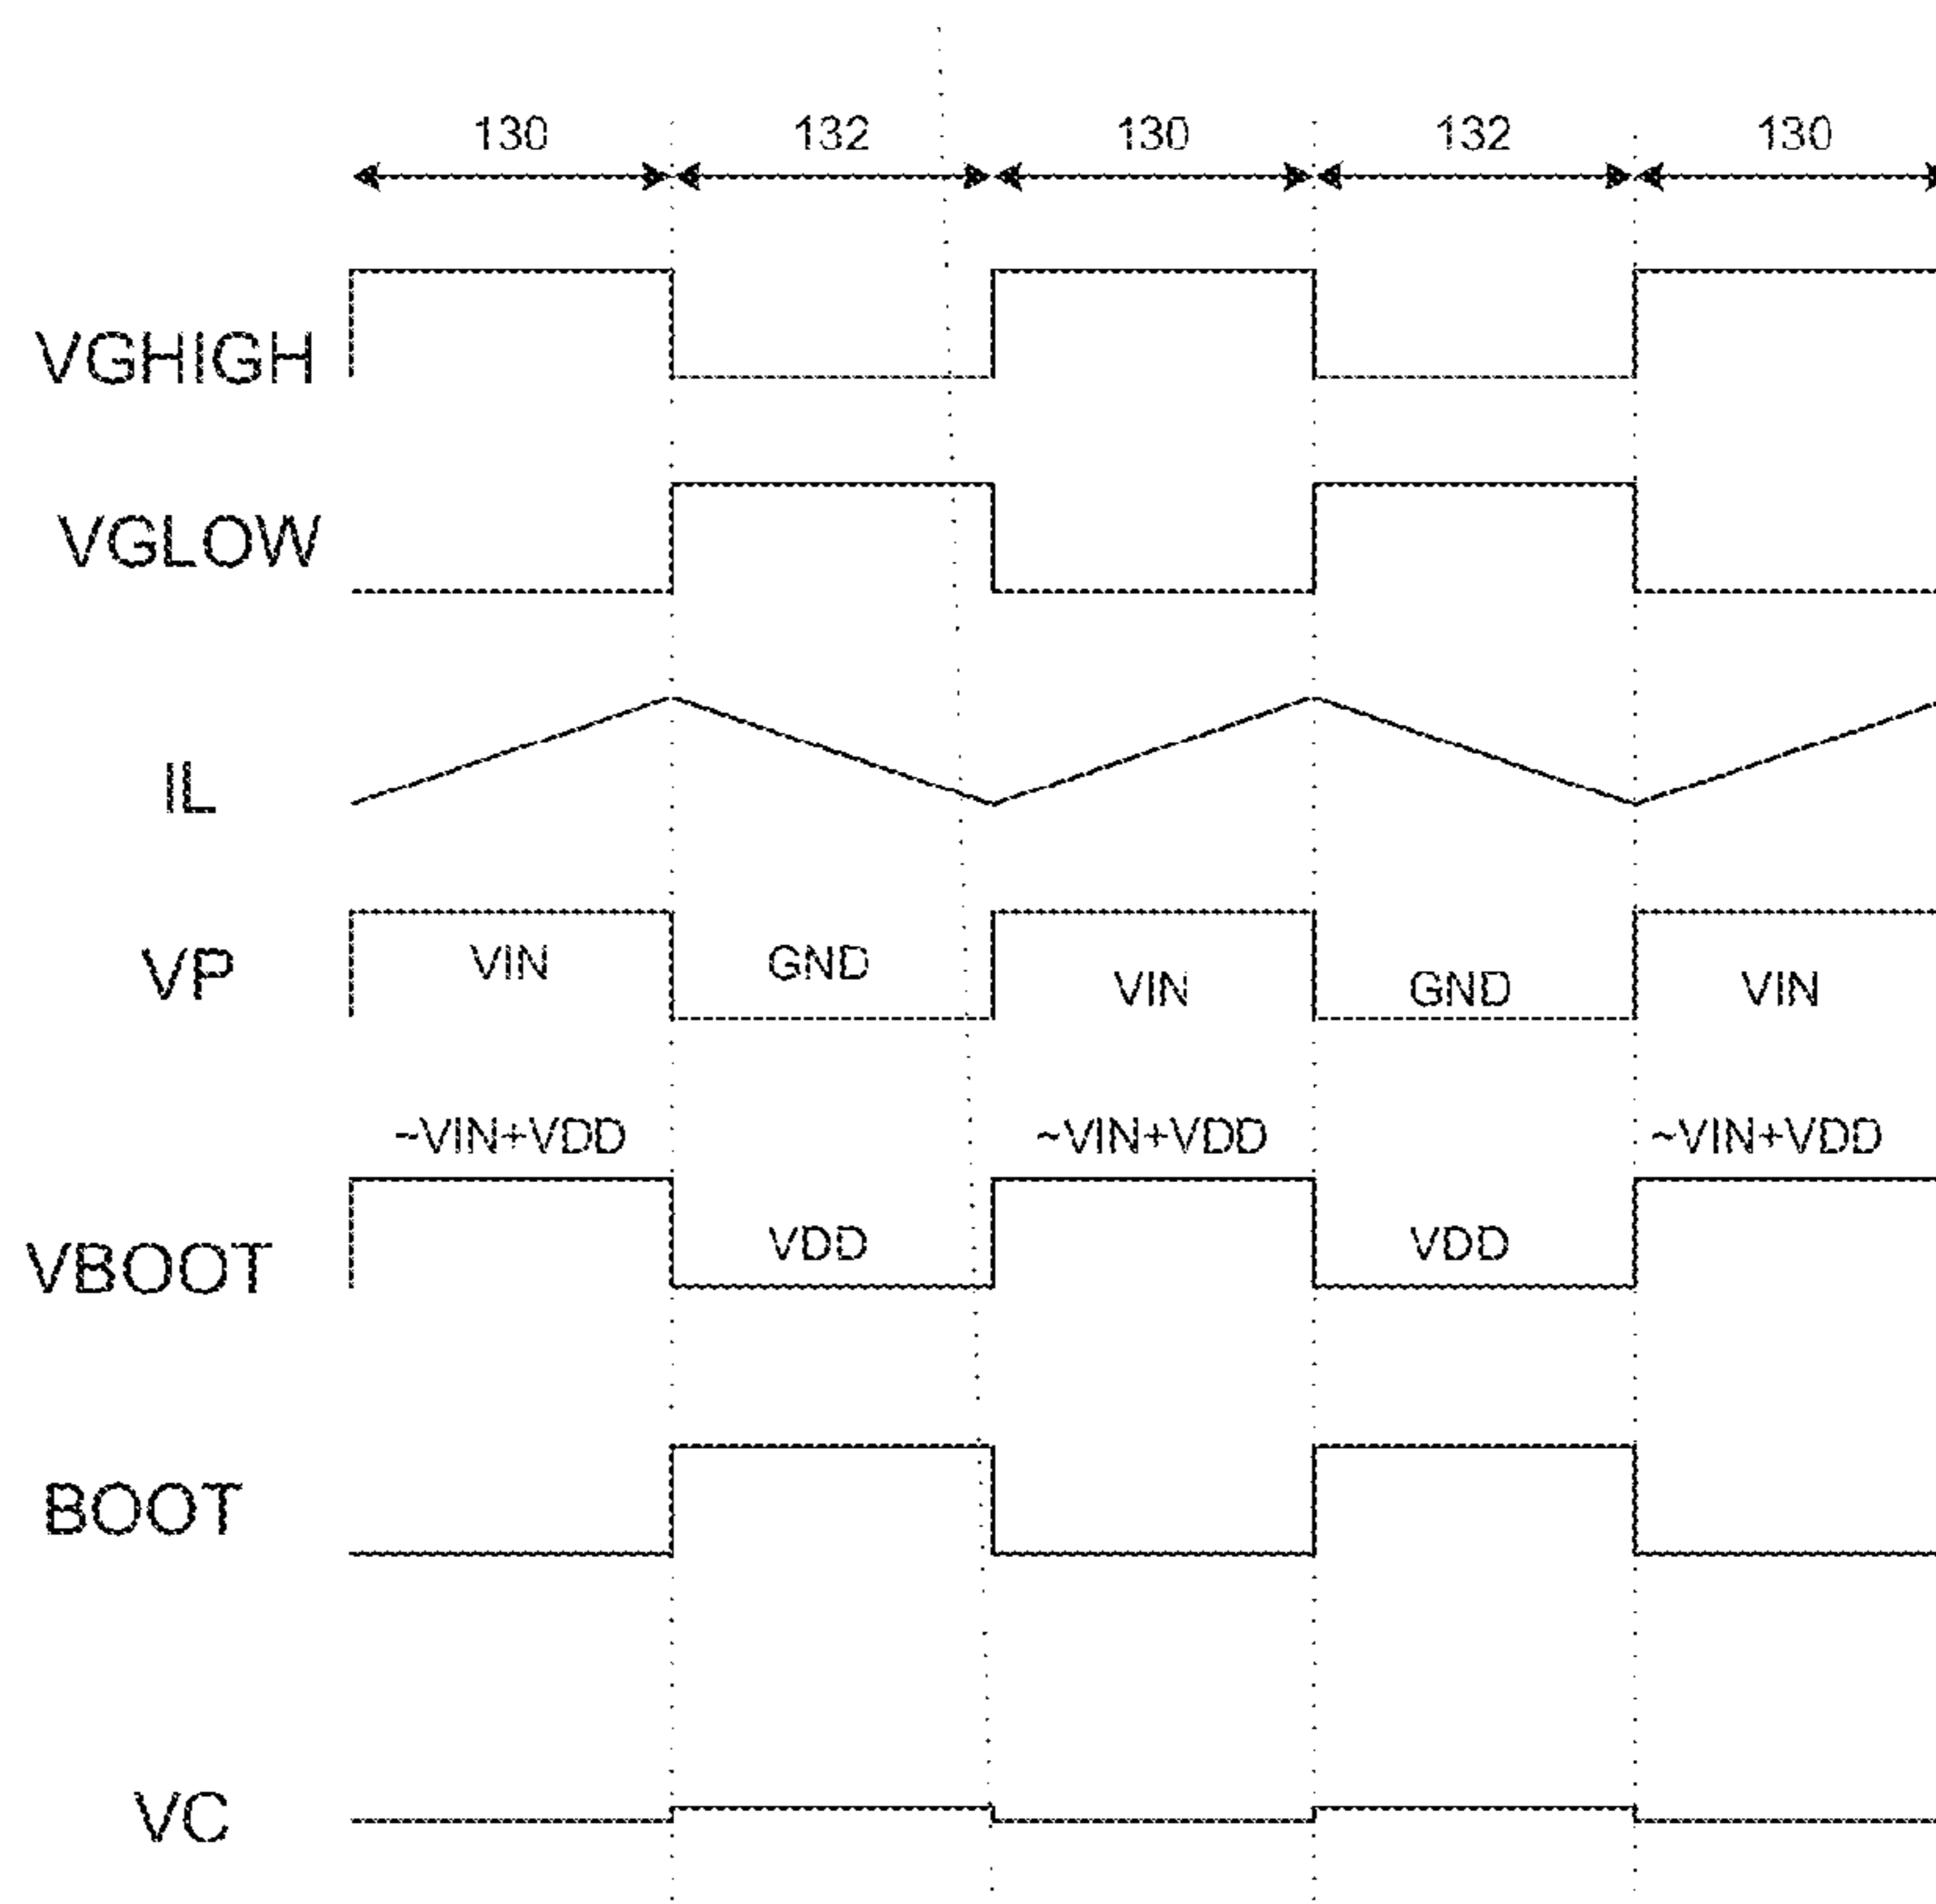 130 132 130 132 130
VGHIGH
VGLOW
IL
VP VIN GND VIN GND VIN
~VIN+VDD ~VIN+VDD ~VIN+VDD
VBOOT VDD VDD
BOOT
VC